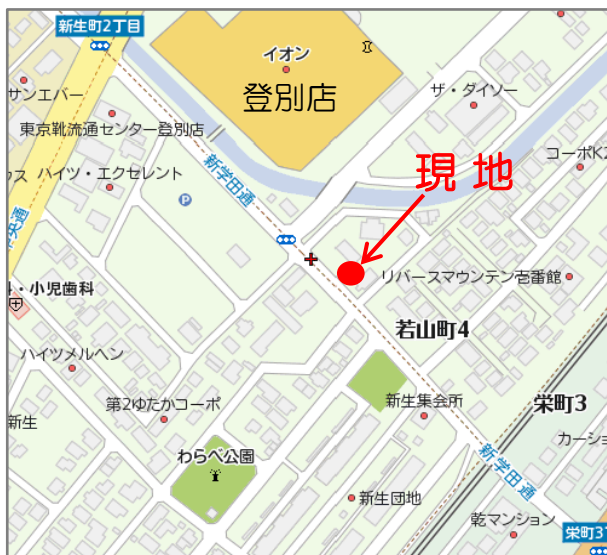 新生町2丁目
イオン
登別店
サンエバー
ザ・ダイソー
東京靴流通センター登別店
コーポK2
ハイツ・エクセレント
現 地
新学田通
中央通
リバースマウンテン壱番館
・小児歯科
若山町4
ハイツメルヘン
第2ゆたかコーポ
新生集会所
栄町3
新生
わらべ公園
カーショ
新学田通
新生団地
乾マンション
栄町3丁